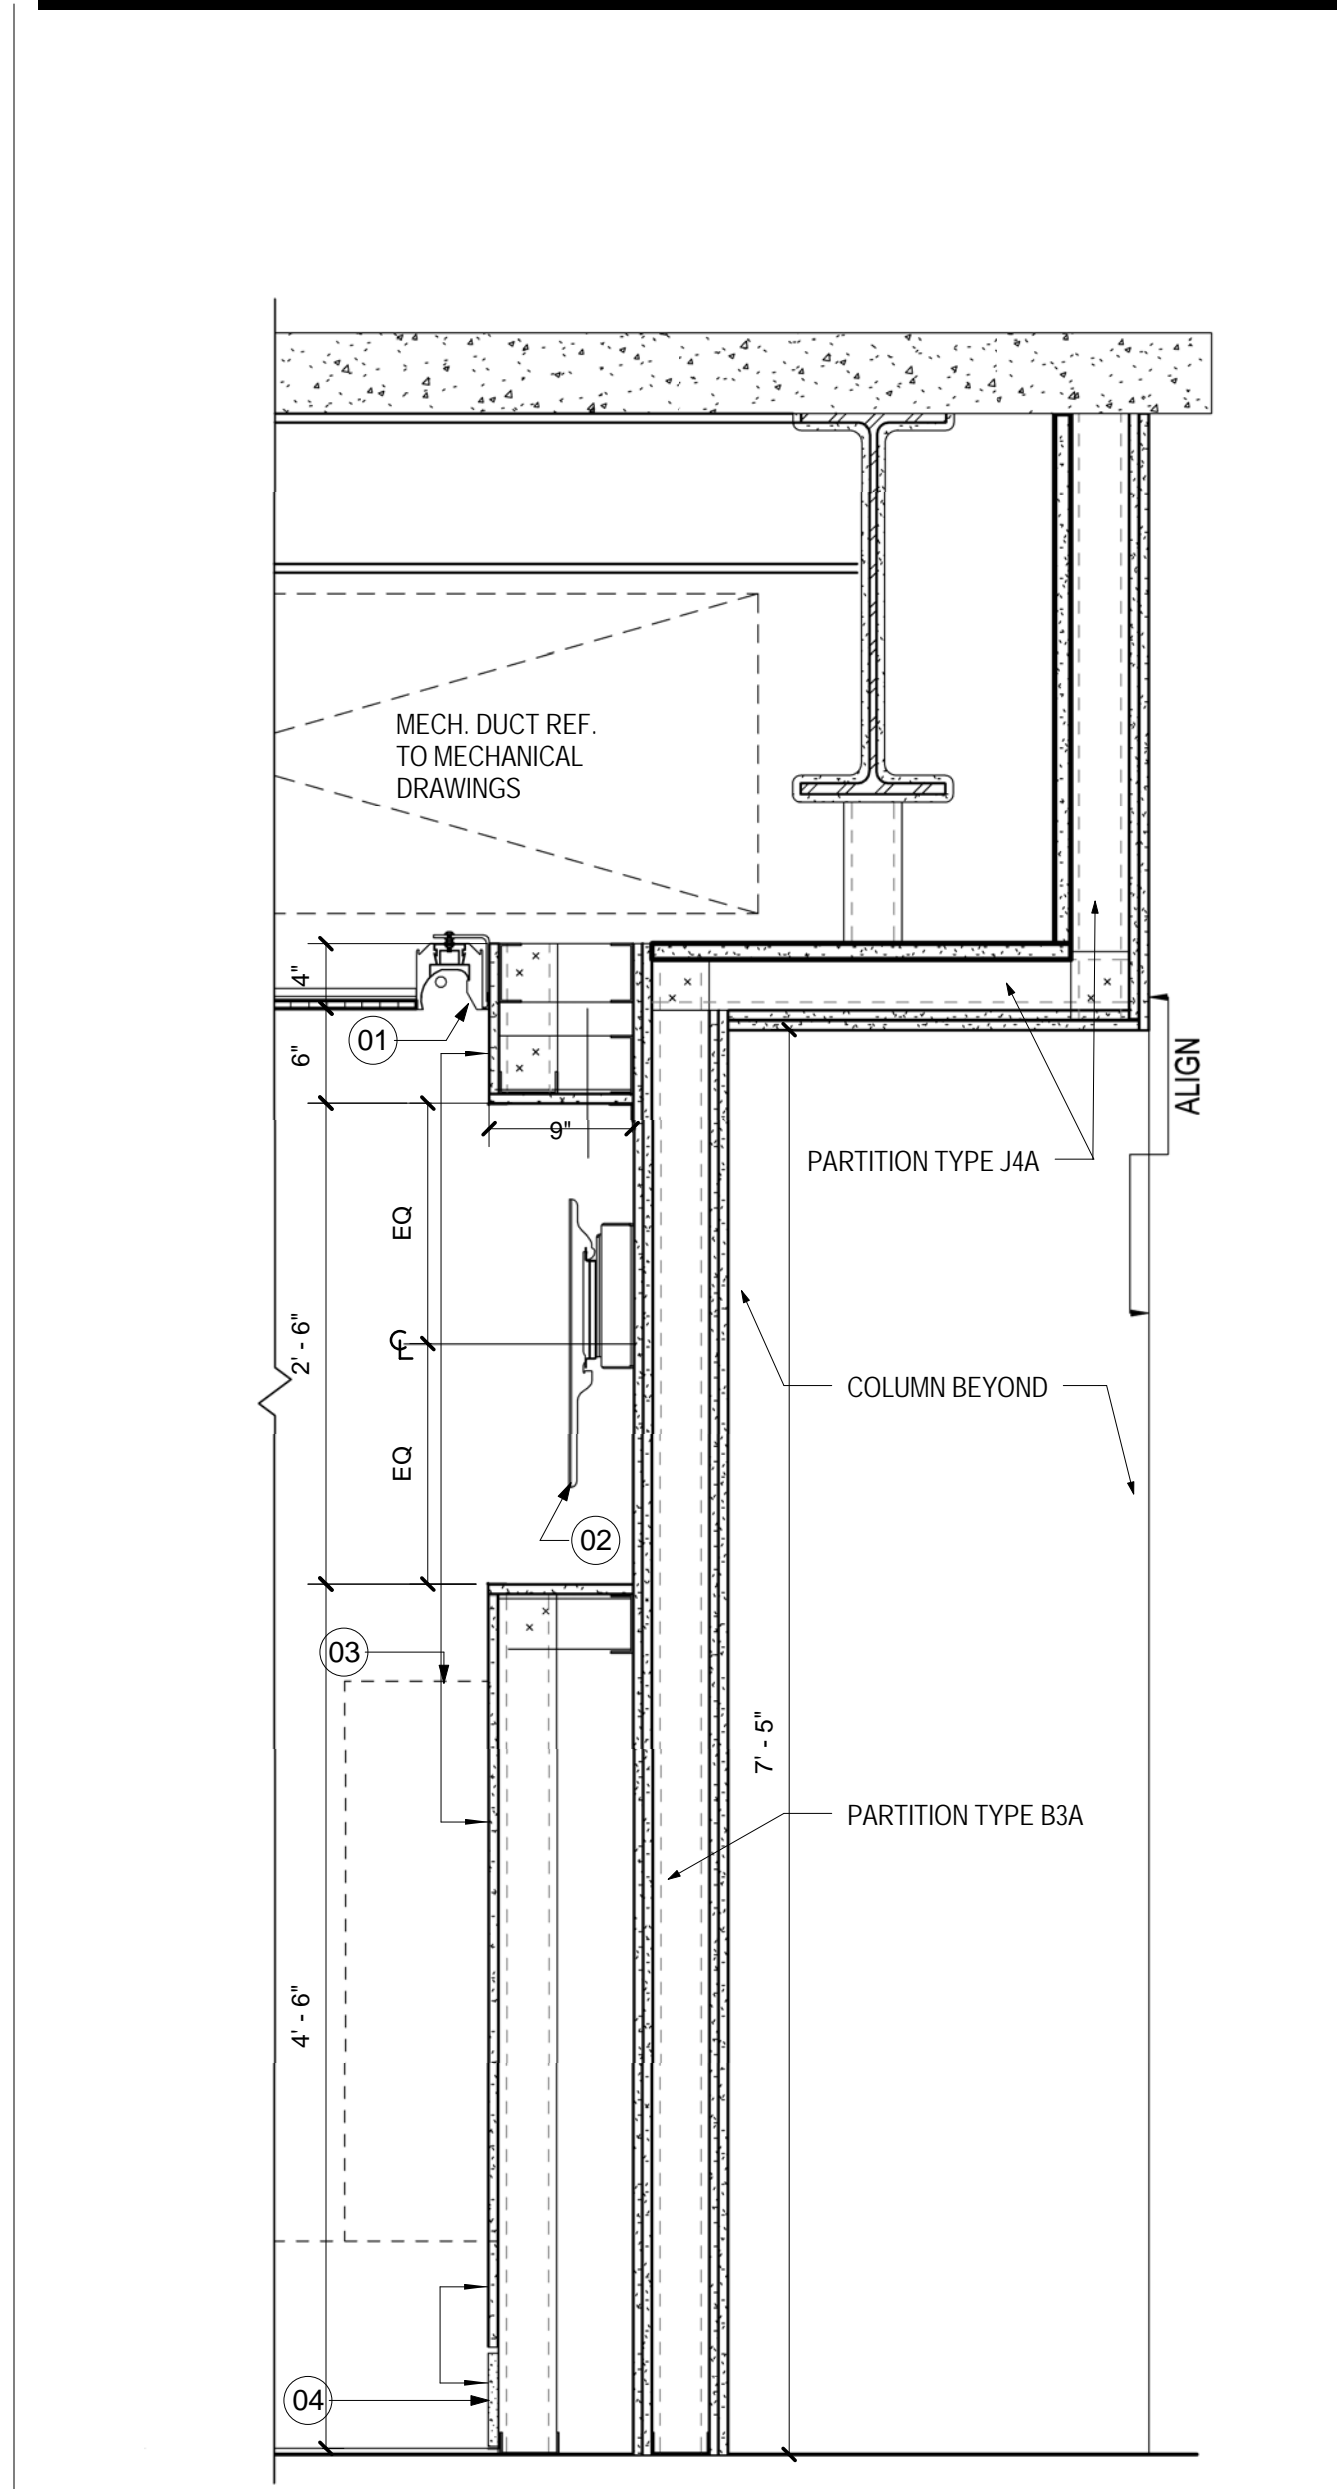 MECH. DUCT REF.
TO MECHANICAL
DRAWINGS
4"
01
6"
9"
ALIGN
PARTITION TYPE J4A
EQ
2' - 6"
CL
COLUMN BEYOND
EQ
02
03
7' - 5"
PARTITION TYPE B3A
4' - 6"
04